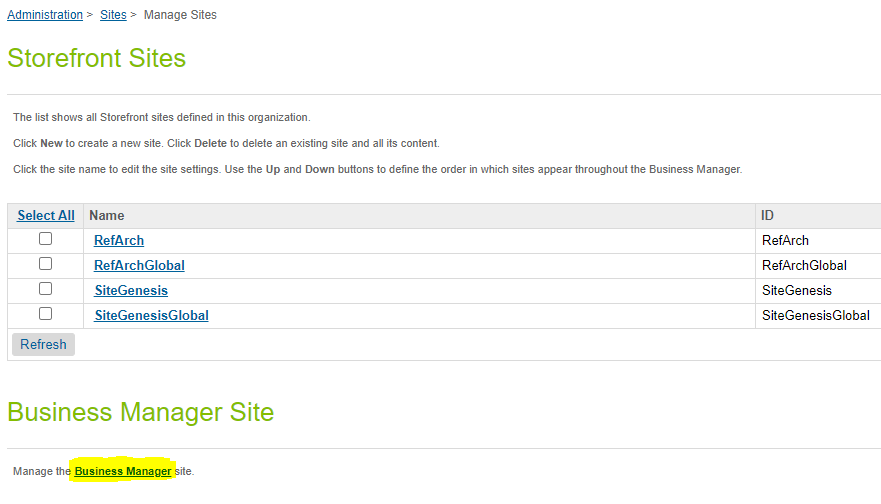 Administration > Sites > Manage Sites
Storefront Sites
The list shows all Storefront sites defined in this organization.
Click New to create a new site. Click Delete to delete an existing site and all its content.
Click the site name to edit the site settings. Use the Up and Down buttons to define the order in which sites appear throughout the Business Manager.
Select All Name ID
RefArch RefArch
RefArchGlobal RefArchGlobal
SiteGenesis SiteGenesis
SiteGenesisGlobal SiteGenesisGlobal
Refresh
Business Manager Site
Manage the Business Manager site.